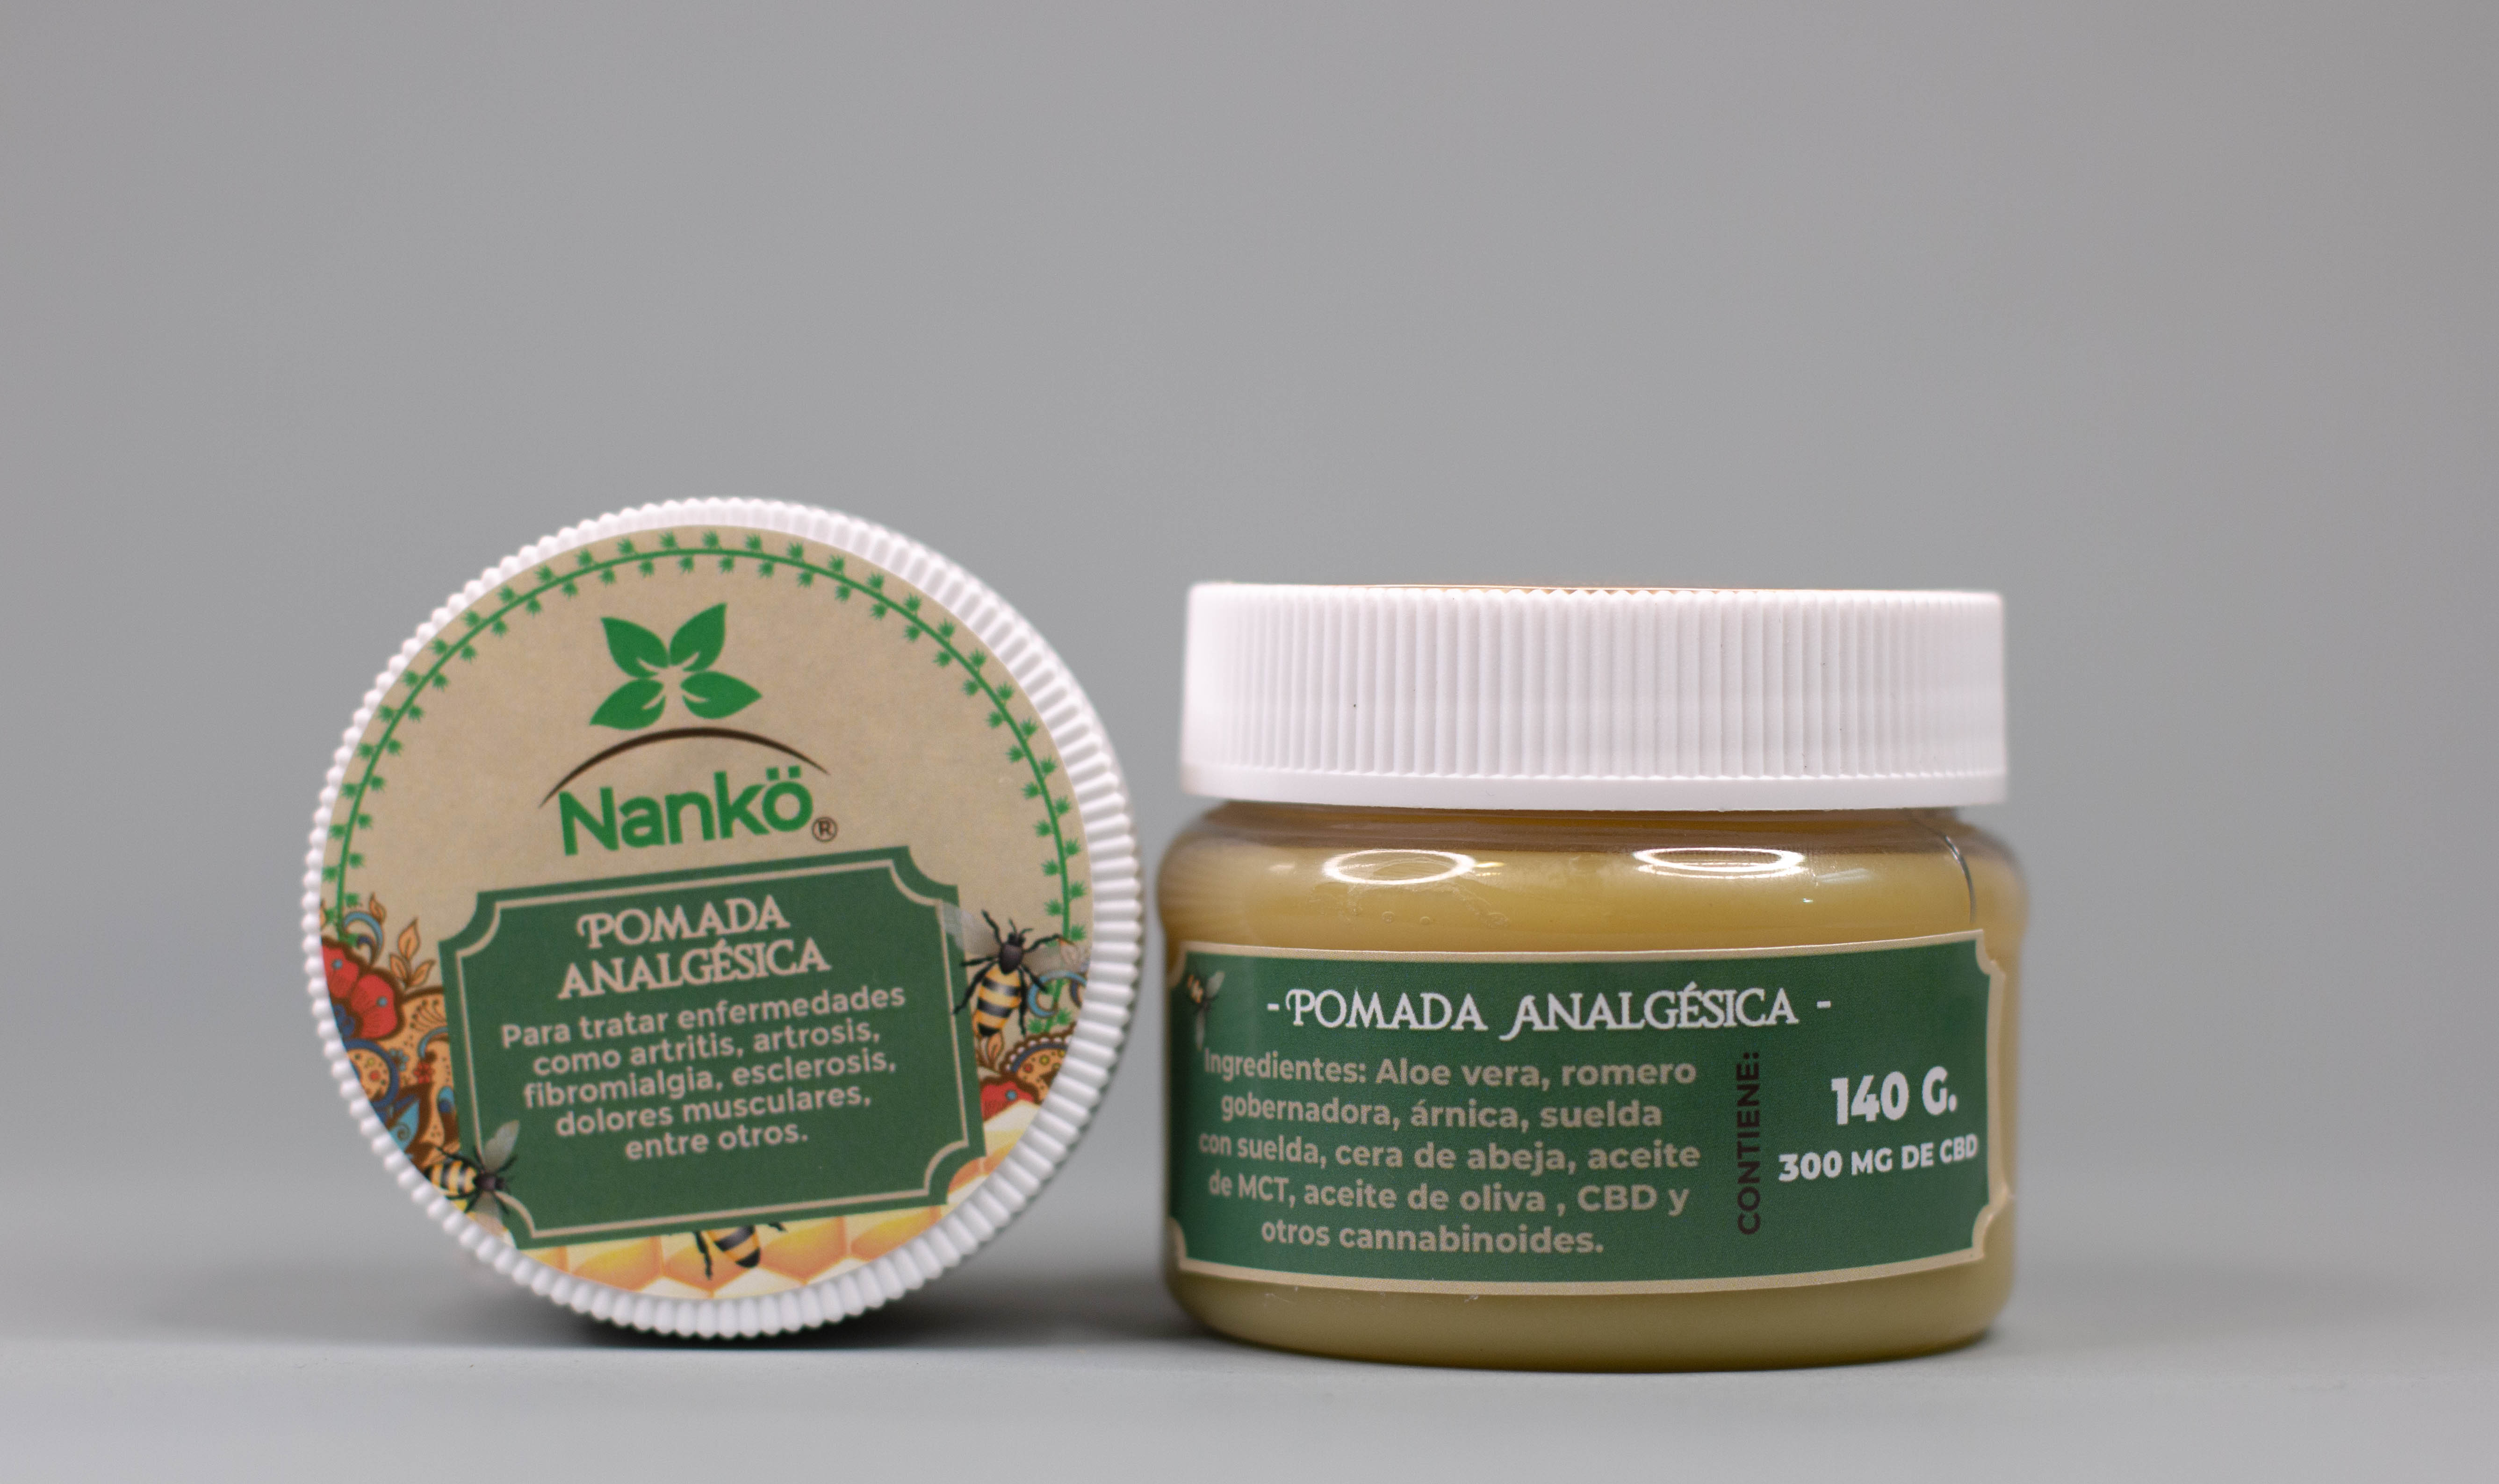 Nankö®
POMADA
ANALGÉSICA
Para tratar enfermedades
como artritis, artrosis,
fibromialgia, esclerosis,
dolores musculares,
entre otros.
-POMADA ANALGÉSICA -
Ingredientes: Aloe vera, romero
gobernadora, árnica, suelda
con suelda, cera de abeja, aceite
de MCT, aceite de oliva , CBD y
otros cannabinoides.
CONTIENE:
140 G.
300 MG DE CBD